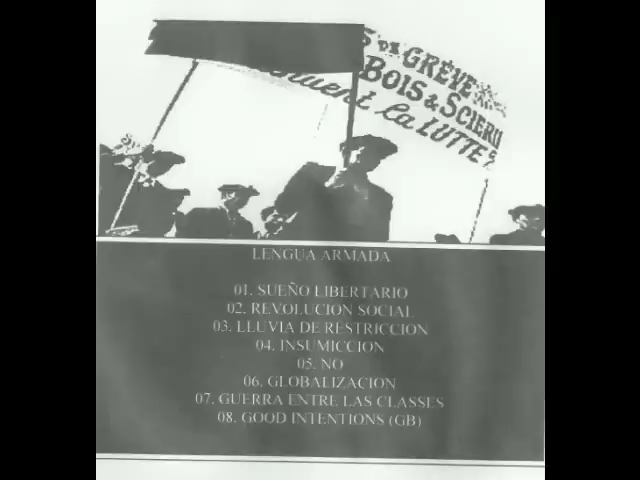 DE GRÈVE
BOIS & SCIERI
la LUTTE
LENGUA ARMADA
01. SUEÑO LIBERTARIO
02. REVOLUCION SOCIAL
03. LLUVIA DE RESTRICCION
04. INSUMICCION
05. NO
06. GLOBALIZACION
07. GUERRA ENTRE LAS CLASSES
08. GOOD INTENTIONS (GB)